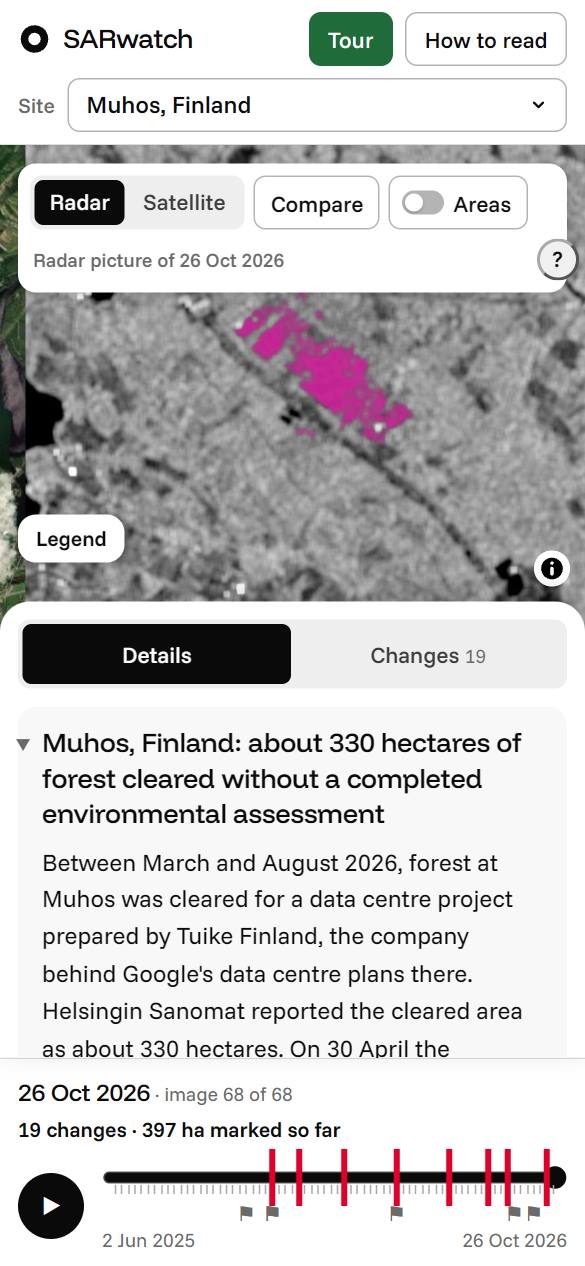 SARwatch
Tour
How to read
Site
Muhos, Finland
Radar
Satellite
Compare
Areas
Radar picture of 26 Oct 2026
?
Legend
Details
Changes 19
Muhos, Finland: about 330 hectares of
forest cleared without a completed
environmental assessment
Between March and August 2026, forest at
Muhos was cleared for a data centre project
prepared by Tuike Finland, the company
behind Google's data centre plans there.
Helsingin Sanomat reported the cleared area
as about 330 hectares. On 30 April the
26 Oct 2026 · image 68 of 68
19 changes · 397 ha marked so far
2 Jun 2025
26 Oct 2026